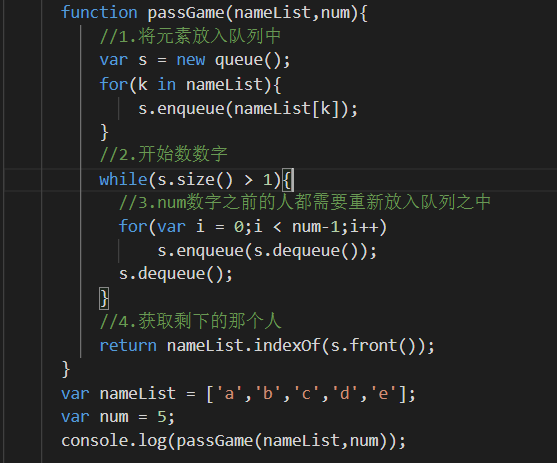 function passGame(nameList,num){
//1.将元素放入队列中
var s = new queue();
for(k in nameList){
s.enqueue(nameList[k]);
}
//2.开始数数字
while(s.size() > 1){
//3.num数字之前的人都需要重新放入队列之中
for(var i = 0;i < num-1;i++)
s.enqueue(s.dequeue());
s.dequeue();
}
//4.获取剩下的那个人
return nameList.indexOf(s.front());
}
var nameList = ['a','b','c','d','e'];
var num = 5;
console.log(passGame(nameList,num));